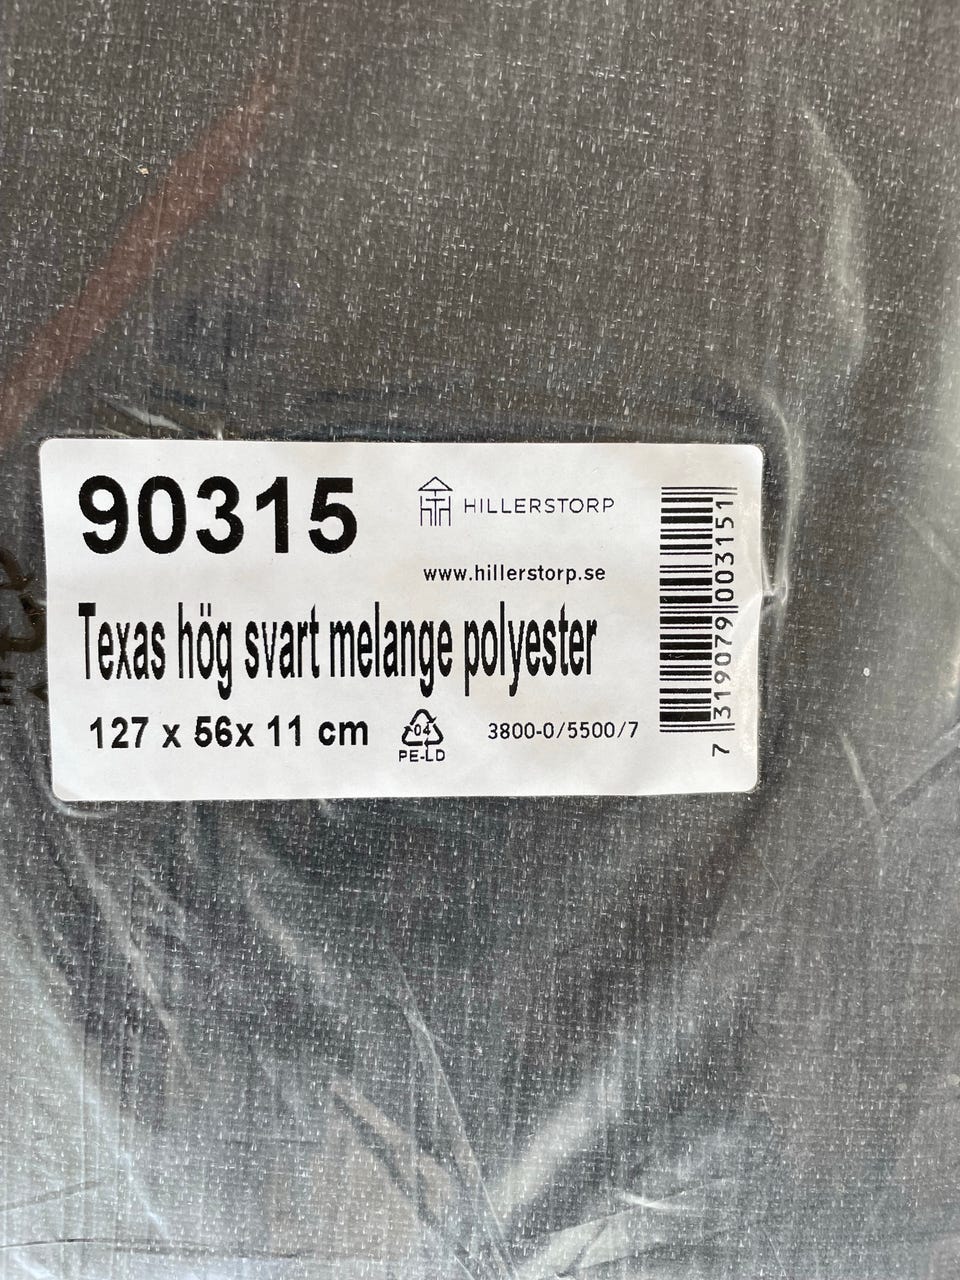 90315
HILLERSTORP
www.hillerstorp.se
Texas hög svart melange polyester
127 x 56x 11 cm
04
PE-LD
3800-0/5500/7
7 319079 003151